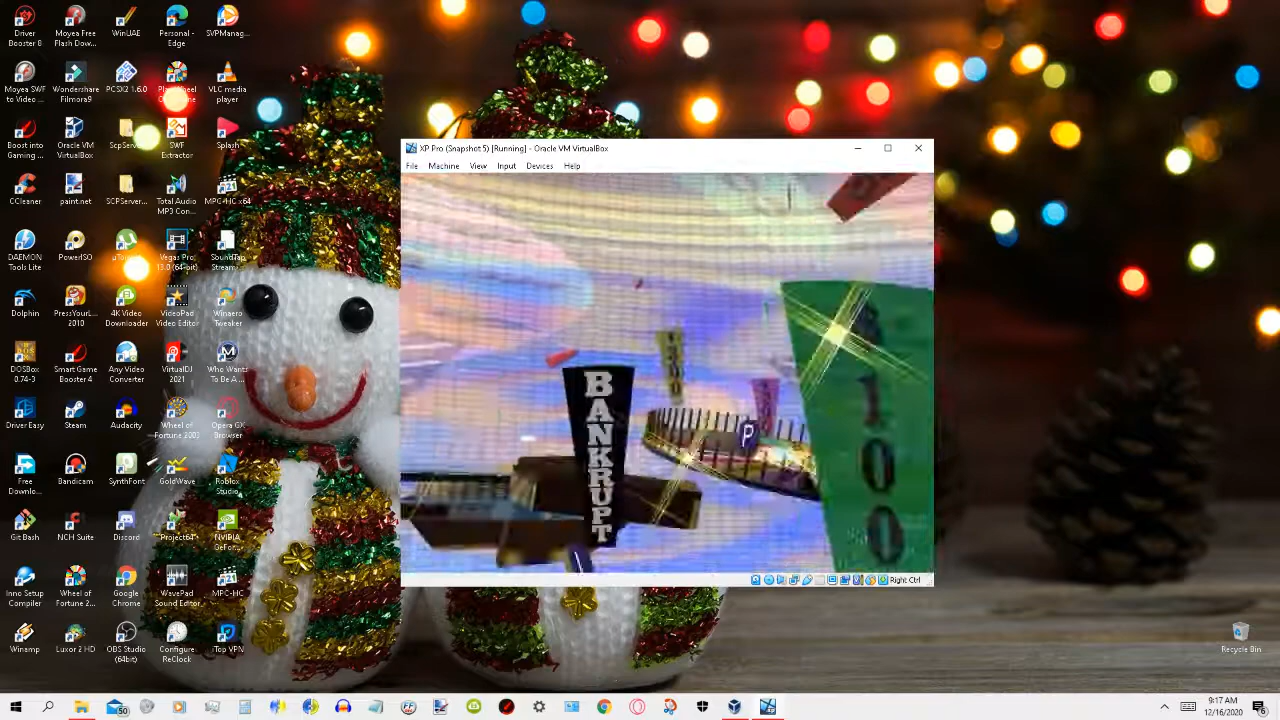 Driver Booster 8
Moyea Free Flash Dow...
WinUAE
Personal - Edge
SVPManag...
Moyea SWF to Video ...
Wondershare Filmora9
PCSX2 1.6.0
VLC media player
Boost into Gaming ...
Oracle VM VirtualBox
ScpServer...
SWF Extractor
Splash
CCleaner
paint.net
SCPServer...
Total Audio MP3 Con...
MPC-HC x64
DAEMON Tools Lite
PowerISO
Vegas Pro 13.0 (64-bit)
SoundTap Stream...
Dolphin
PressYourL... 2010
4K Video Downloader
VideoPad Video Editor
Winaero Tweaker
DOSBox 0.74-3
Smart Game Booster 4
Any Video Converter
VirtualDJ 2021
Who Wants To Be A ...
Driver Easy
Steam
Audacity
Wheel of Fortune 2003
Opera GX Browser
Free Downlo...
Bandicam
SynthFont
GoldWave
Roblox Studio
Git Bash
NCH Suite
Discord
Project64
NVIDIA GeFor...
Inno Setup Compiler
Wheel of Fortune 2...
Google Chrome
WavePad Sound Editor
MPC-HC
Winamp
Luxor 2 HD
OBS Studio (64bit)
Configure ReClock
iTop VPN
XP Pro (Snapshot 5) [Running] - Oracle VM VirtualBox
File Machine View Input Devices Help
BANKRUPT
P
Right Ctrl
Recycle Bin
50
9:17 AM
12/16/2020
6